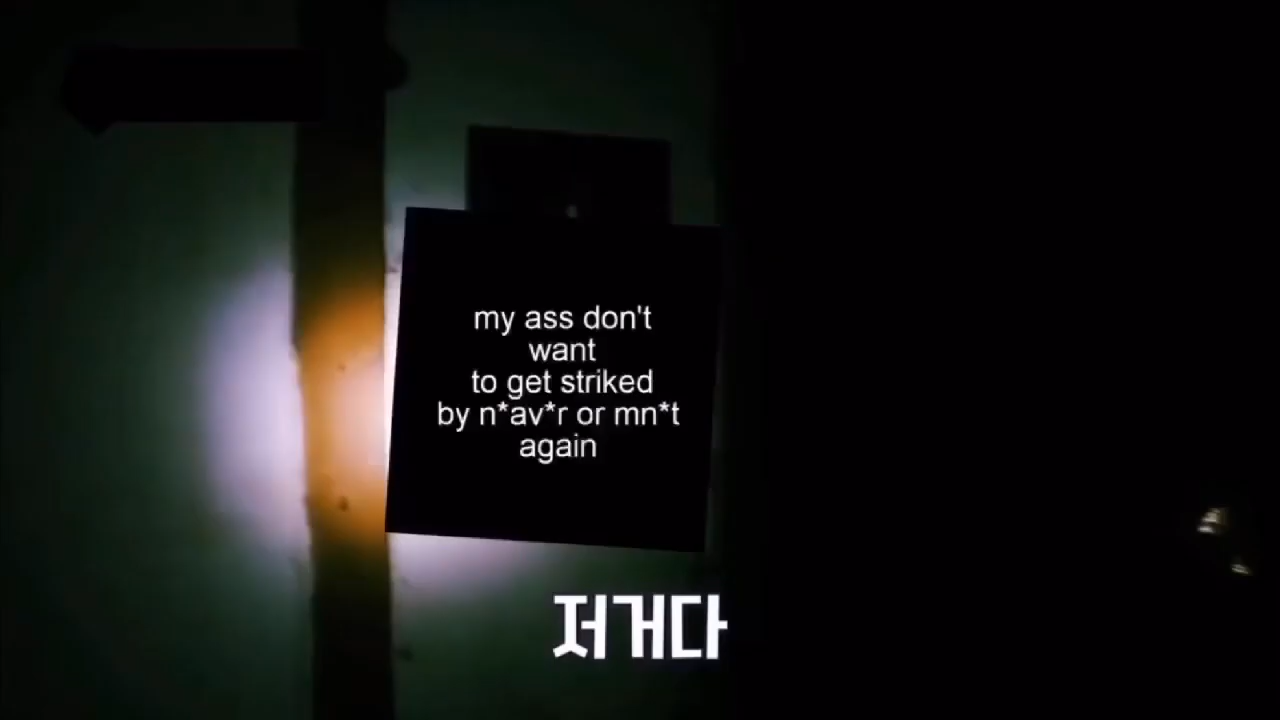 my ass don't
want
to get striked
by n*av*r or mn*t
again
저거다